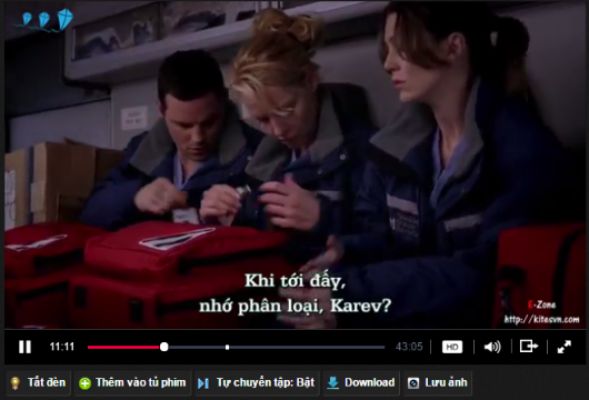 Khi tới đấy,
nhớ phân loại, Karev?
E-Zone
http://kitesvn.com
11:11
43:05
HD
Tắt đèn
Thêm vào tủ phim
Tự chuyển tập: Bật
Download
Lưu ảnh